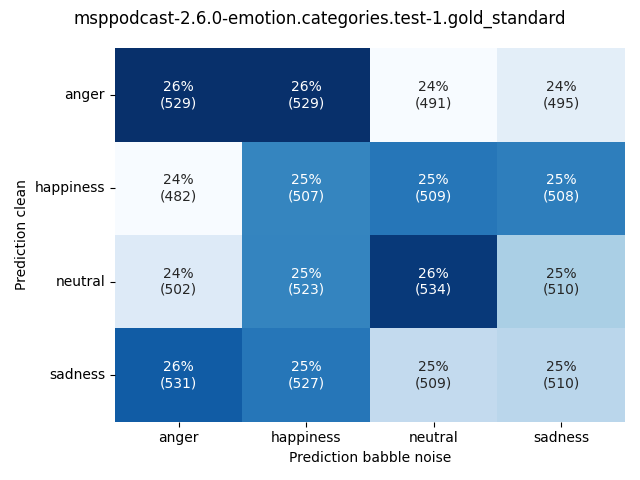 msppodcast-2.6.0-emotion.categories.test-1.gold_standard
Prediction clean
anger
26% 26% 24% 24%
(529) (529) (491) (495)
happiness
24% 25% 25% 25%
(482) (507) (509) (508)
neutral
24% 25% 26% 25%
(502) (523) (534) (510)
sadness
26% 25% 25% 25%
(531) (527) (509) (510)
anger happiness neutral sadness
Prediction babble noise